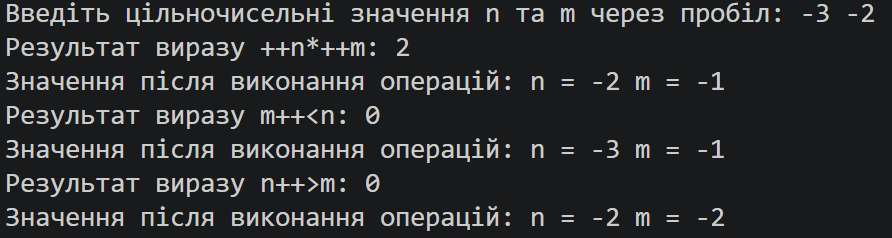 Введіть цільночисельні значення n та m через пробіл: -3 -2
Результат виразу ++n*++m: 2
Значення після виконання операцій: n = -2 m = -1
Результат виразу m++<n: 0
Значення після виконання операцій: n = -3 m = -1
Результат виразу n++>m: 0
Значення після виконання операцій: n = -2 m = -2